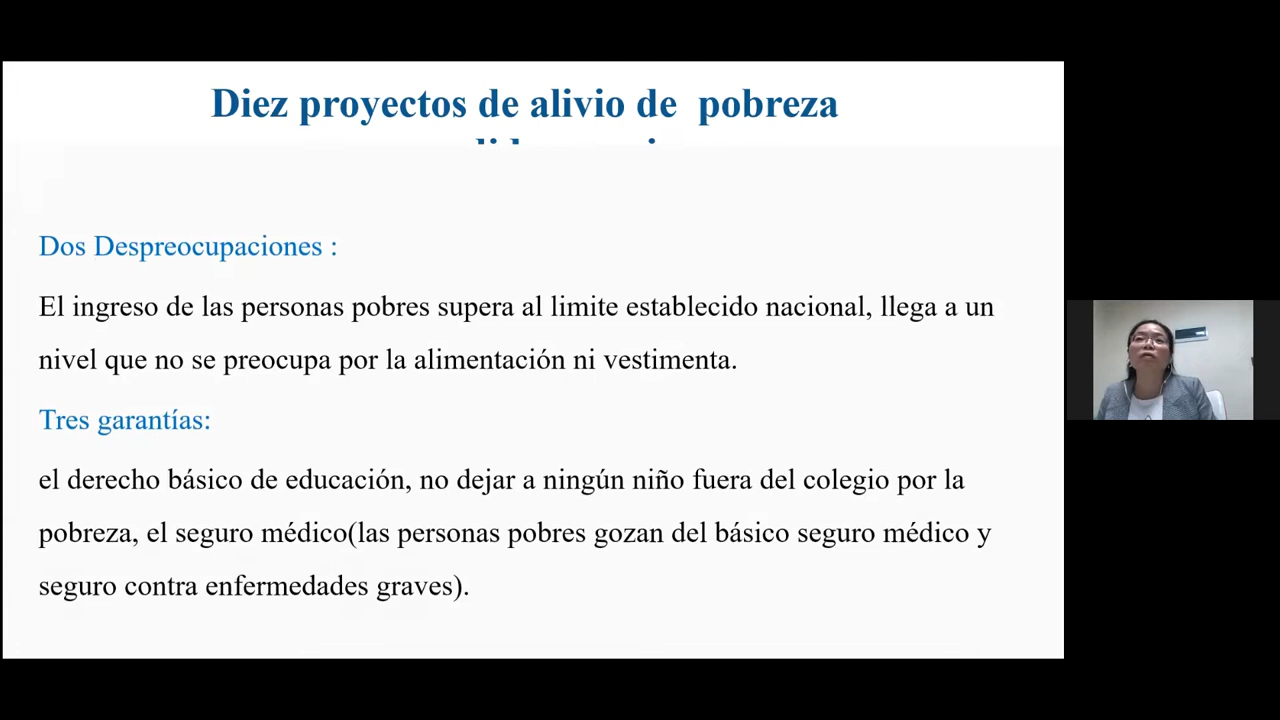 Diez proyectos de alivio de pobreza
Dos Despreocupaciones :
El ingreso de las personas pobres supera al limite establecido nacional, llega a un
nivel que no se preocupa por la alimentación ni vestimenta.
Tres garantías:
el derecho básico de educación, no dejar a ningún niño fuera del colegio por la
pobreza, el seguro médico(las personas pobres gozan del básico seguro médico y
seguro contra enfermedades graves).